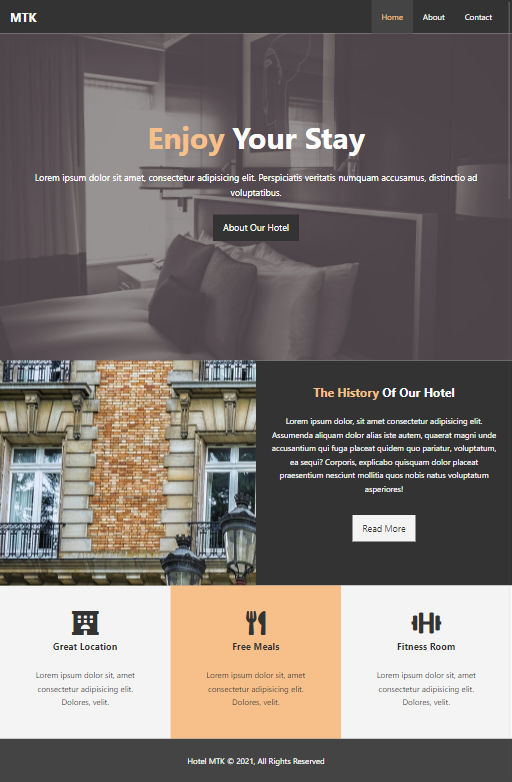 MTK
Home About Contact
Enjoy Your Stay
Lorem ipsum dolor sit amet, consectetur adipisicing elit. Perspiciatis veritatis numquam accusamus, distinctio ad
voluptatibus.
About Our Hotel
The History Of Our Hotel
Lorem ipsum dolor, sit amet consectetur adipisicing elit.
Assumenda aliquam dolor alias iste autem, quaerat magni unde
accusantium qui fuga placeat quidem quo pariatur, voluptatum,
ea sequi? Corporis, explicabo quisquam dolor placeat
praesentium nesciunt mollitia quos nobis natus voluptatum
asperiores!
Read More
Great Location
Lorem ipsum dolor sit, amet
consectetur adipisicing elit.
Dolores, velit.
Free Meals
Lorem ipsum dolor sit, amet
consectetur adipisicing elit.
Dolores, velit.
Fitness Room
Lorem ipsum dolor sit, amet
consectetur adipisicing elit.
Dolores, velit.
Hotel MTK © 2021, All Rights Reserved